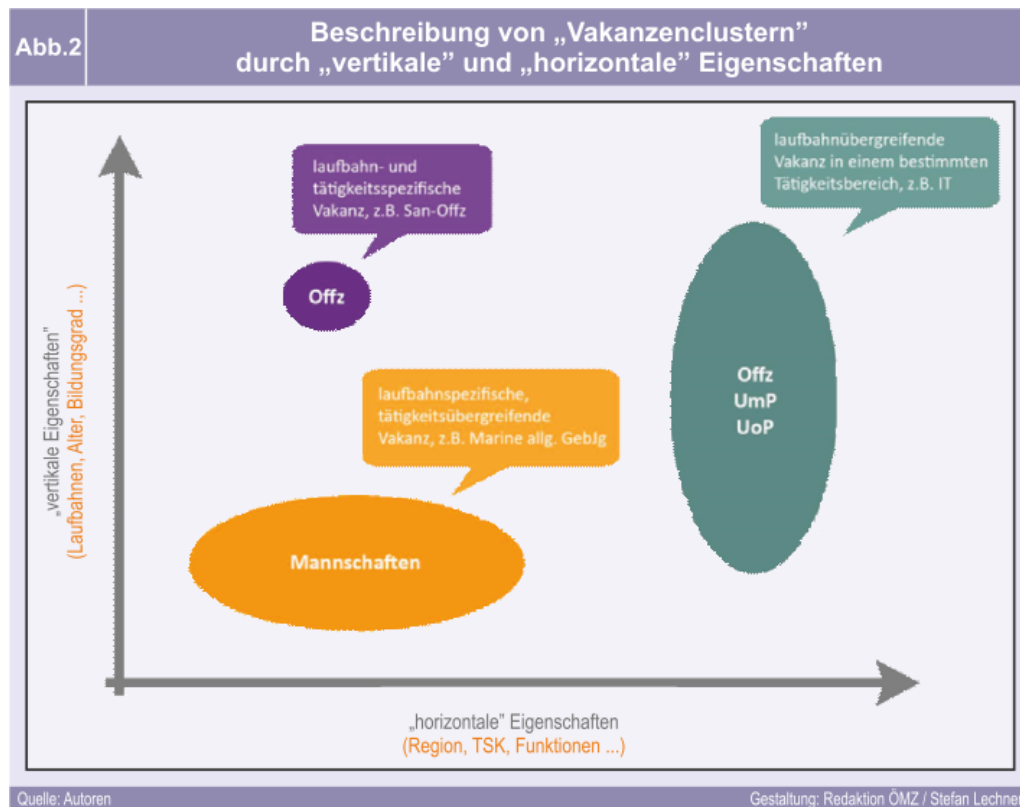 Abb.2
Beschreibung von „Vakanzenclustern”
durch „vertikale” und „horizontale” Eigenschaften
laufbahn- und
tätigkeitsspezifische
Vakanz, z.B. San-Offz
laufbahnübergreifende
Vakanz in einem bestimmten
Tätigkeitsbereich, z.B. IT
Offz
laufbahnspezifische,
tätigkeitsübergreifende
Vakanz, z.B. Marine allg. GebJg
Offz
UmP
UoP
Mannschaften
„vertikale Eigenschaften”
(Laufbahnen, Alter, Bildungsgrad ...)
„horizontale” Eigenschaften
(Region, TSK, Funktionen ...)
Quelle: Autoren
Gestaltung: Redaktion ÖMZ / Stefan Lechner